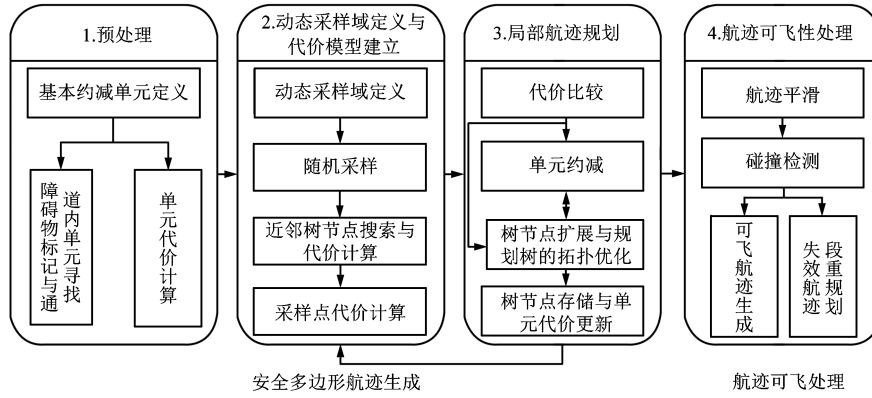 1.预处理
基本约减单元定义
障碍物标记与通
道内单元寻找
单元代价计算
2.动态采样域定义与
代价模型建立
动态采样域定义
随机采样
近邻树节点搜索与
代价计算
采样点代价计算
3.局部航迹规划
代价比较
单元约减
树节点扩展与规
划树的拓扑优化
树节点存储与单
元代价更新
4.航迹可飞性处理
航迹平滑
碰撞检测
可飞航迹生成
失效航迹
段重规划
安全多边形航迹生成
航迹可飞处理